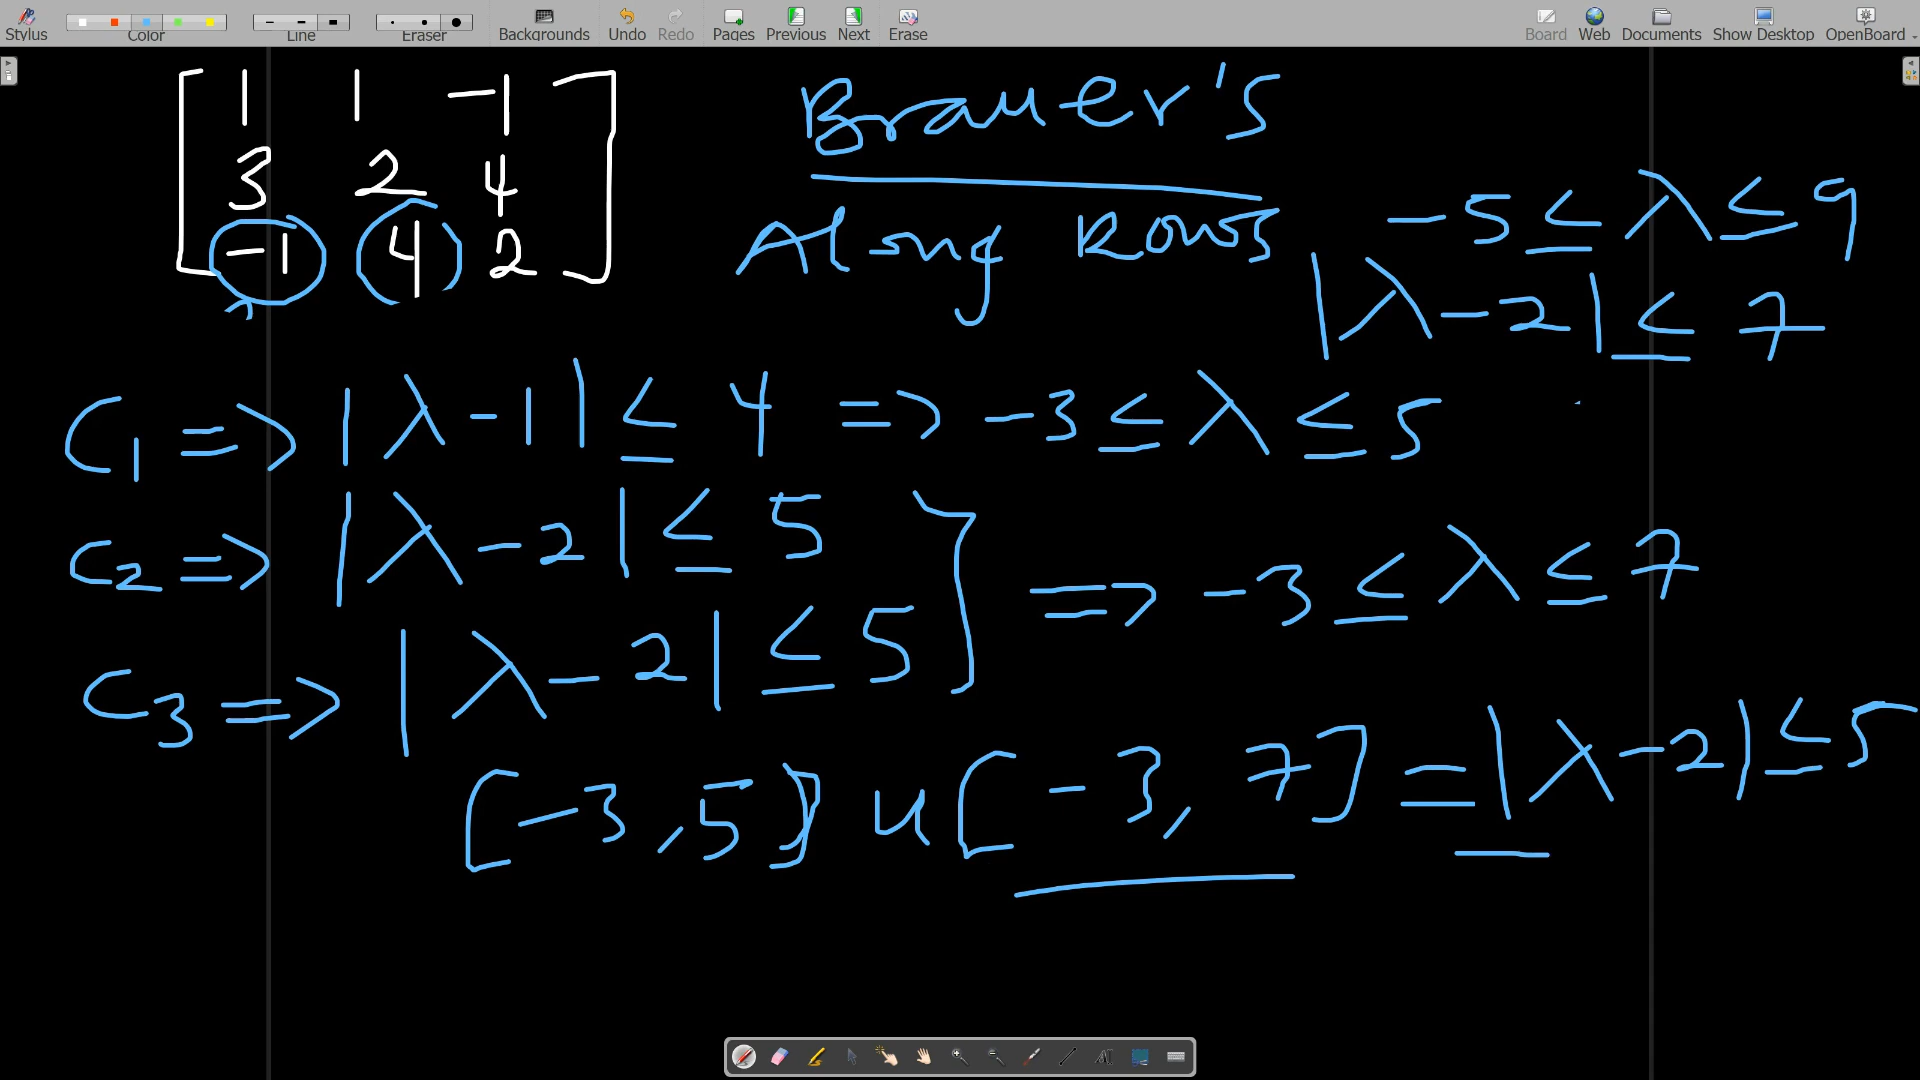 Stylus Color Line Eraser Backgrounds Undo Redo Pages Previous Next Erase Board Web Documents Show Desktop OpenBoard
1 1 -1
3 2 4
-1 4 2
Brauer's
Along Rows
-5 ≤ λ ≤ 9
|λ-2| ≤ 7
C1 => |λ-1| ≤ 4 => -3 ≤ λ ≤ 5
C2 => |λ-2| ≤ 5
C3 => |λ-2| ≤ 5
=> -3 ≤ λ ≤ 7
[-3,5] U [-3, 7] = |λ-2| ≤ 5